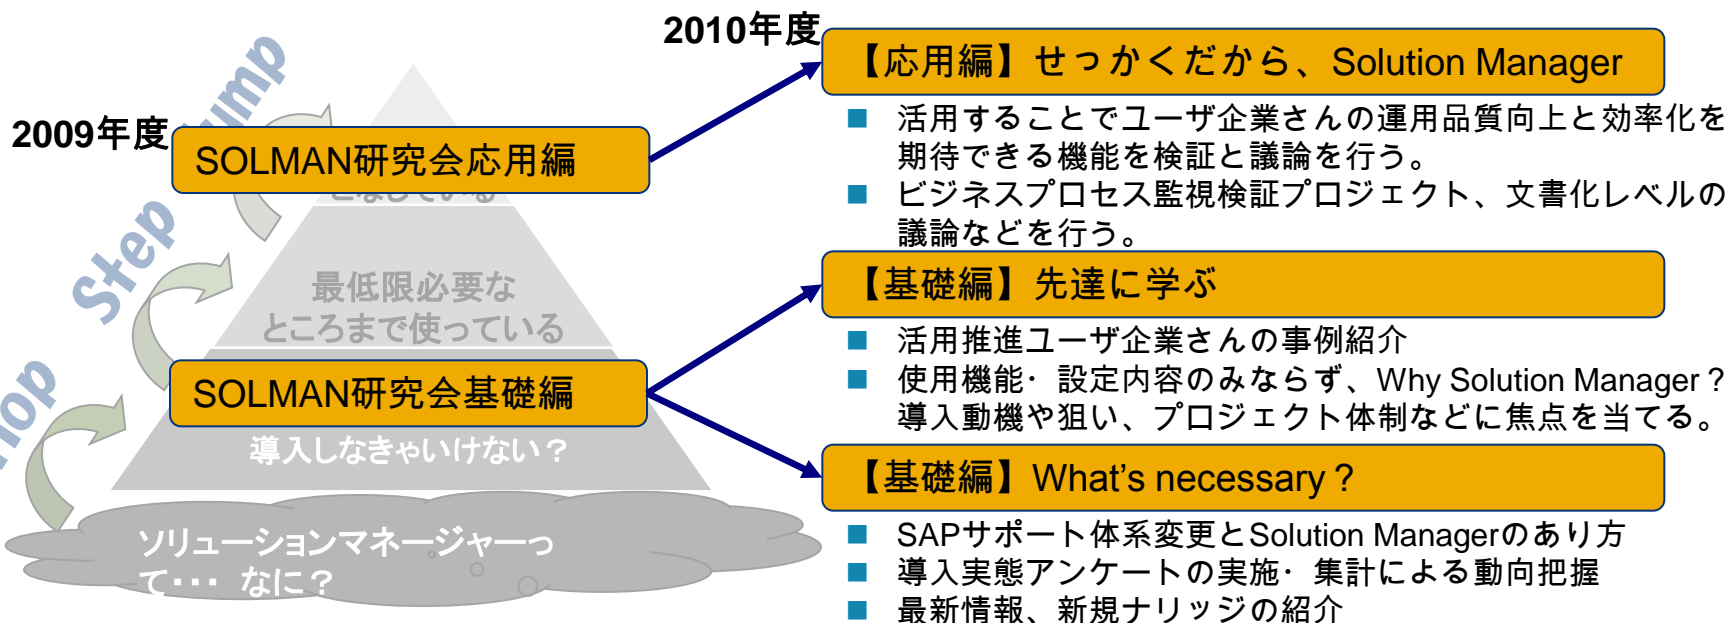 2010年度
2009年度
Step
SOLMAN研究会応用編
最低限必要な
ところまで使っている
SOLMAN研究会基礎編
導入しなきゃいけない？
ソリューションマネージャーっ
て・・・ なに？
【応用編】せっかくだから、Solution Manager
■ 活用することでユーザ企業さんの運用品質向上と効率化を
期待できる機能を検証と議論を行う。
■ ビジネスプロセス監視検証プロジェクト、文書化レベルの
議論などを行う。
【基礎編】先達に学ぶ
■ 活用推進ユーザ企業さんの事例紹介
■ 使用機能・設定内容のみならず、Why Solution Manager？
導入動機や狙い、プロジェクト体制などに焦点を当てる。
【基礎編】What's necessary？
■ SAPサポート体系変更とSolution Managerのあり方
■ 導入実態アンケートの実施・集計による動向把握
■ 最新情報、新規ナリッジの紹介